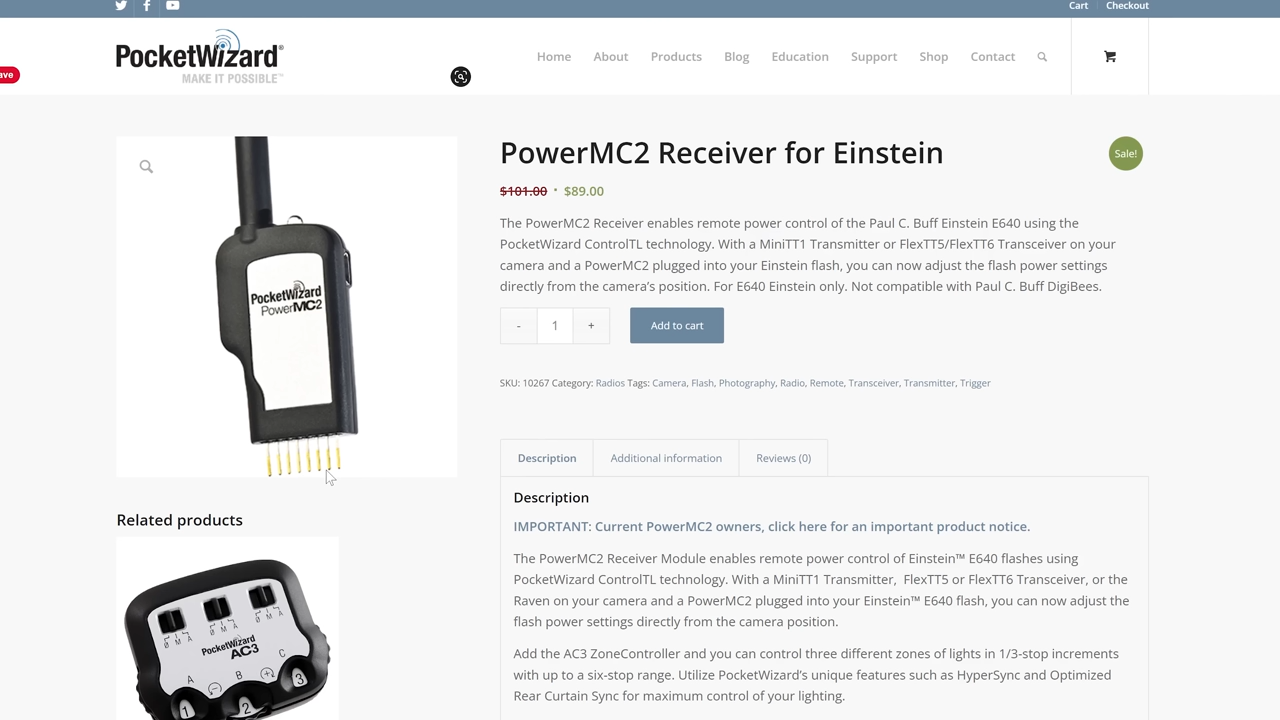 Cart
Checkout
ave
PocketWizard
MAKE IT POSSIBLE™
Home
About
Products
Blog
Education
Support
Shop
Contact
PocketWizard
PowerMC2
PowerMC2 Receiver for Einstein
Sale!
$101.00 · $89.00
The PowerMC2 Receiver enables remote power control of the Paul C. Buff Einstein E640 using the
PocketWizard ControlTL technology. With a MiniTT1 Transmitter or FlexTT5/FlexTT6 Transceiver on your
camera and a PowerMC2 plugged into your Einstein flash, you can now adjust the flash power settings
directly from the camera’s position. For E640 Einstein only. Not compatible with Paul C. Buff DigiBees.
- 1 +
Add to cart
SKU: 10267 Category: Radios Tags: Camera, Flash, Photography, Radio, Remote, Transceiver, Transmitter, Trigger
Description
Additional information
Reviews (0)
Description
IMPORTANT: Current PowerMC2 owners, click here for an important product notice.
The PowerMC2 Receiver Module enables remote power control of Einstein™ E640 flashes using
PocketWizard ControlTL technology. With a MiniTT1 Transmitter,  FlexTT5 or FlexTT6 Transceiver, or the
Raven on your camera and a PowerMC2 plugged into your Einstein™ E640 flash, you can now adjust the
flash power settings directly from the camera position.
Add the AC3 ZoneController and you can control three different zones of lights in 1/3-stop increments
with up to a six-stop range. Utilize PocketWizard’s unique features such as HyperSync and Optimized
Rear Curtain Sync for maximum control of your lighting.
Related products
Ø M A
Ø M A
Ø M A
PocketWizard
AC3
A
B
C
1
2
3